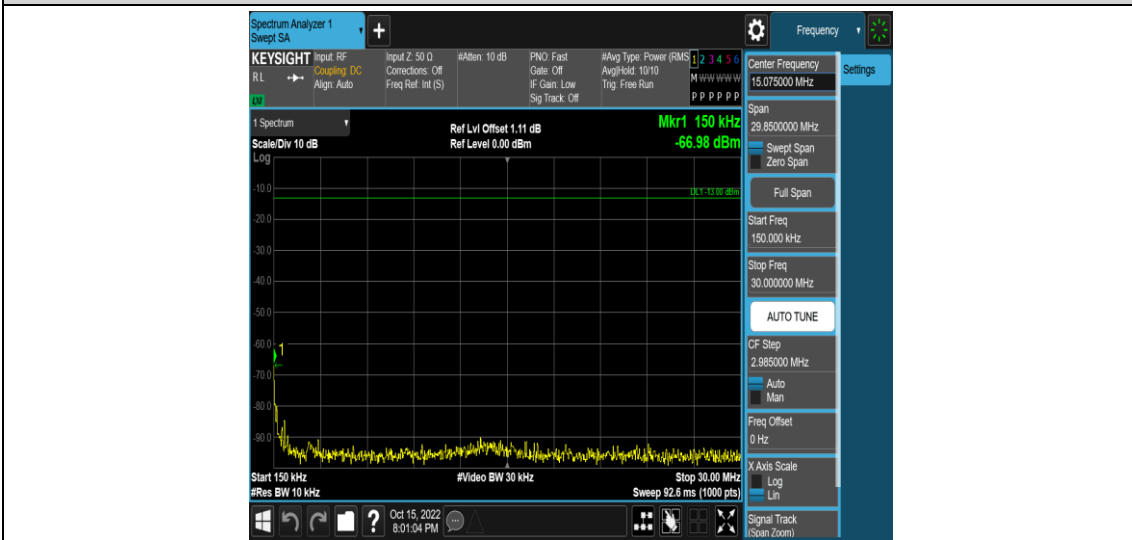 Spectrum Analyzer 1
Swept SA
+
Frequency
KEYSIGHT
RL
LXI
Input: RF
Coupling: DC
Align: Auto
Input Z: 50 Ω
Corrections: Off
Freq Ref: Int (S)
#Atten: 10 dB
PNO: Fast
Gate: Off
IF Gain: Low
Sig Track: Off
#Avg Type: Power (RMS
Avg|Hold: 10/10
Trig: Free Run
1 2 3 4 5 6
M W W W W W
P P P P P P
1 Spectrum
Scale/Div 10 dB
Log
Ref Lvl Offset 1.11 dB
Ref Level 0.00 dBm
Mkr1 150 kHz
-66.98 dBm
DL1 -13.00 dBm
-10.0
-20.0
-30.0
-40.0
-50.0
-60.0
-70.0
-80.0
-90.0
1
Start 150 kHz
#Res BW 10 kHz
#Video BW 30 kHz
Stop 30.00 MHz
Sweep 92.6 ms (1000 pts)
?
Oct 15, 2022
8:01:04 PM
Center Frequency
15.075000 MHz
Settings
Span
29.8500000 MHz
Swept Span
Zero Span
Full Span
Start Freq
150.000 kHz
Stop Freq
30.000000 MHz
AUTO TUNE
CF Step
2.985000 MHz
Auto
Man
Freq Offset
0 Hz
X Axis Scale
Log
Lin
Signal Track
(Span Zoom)